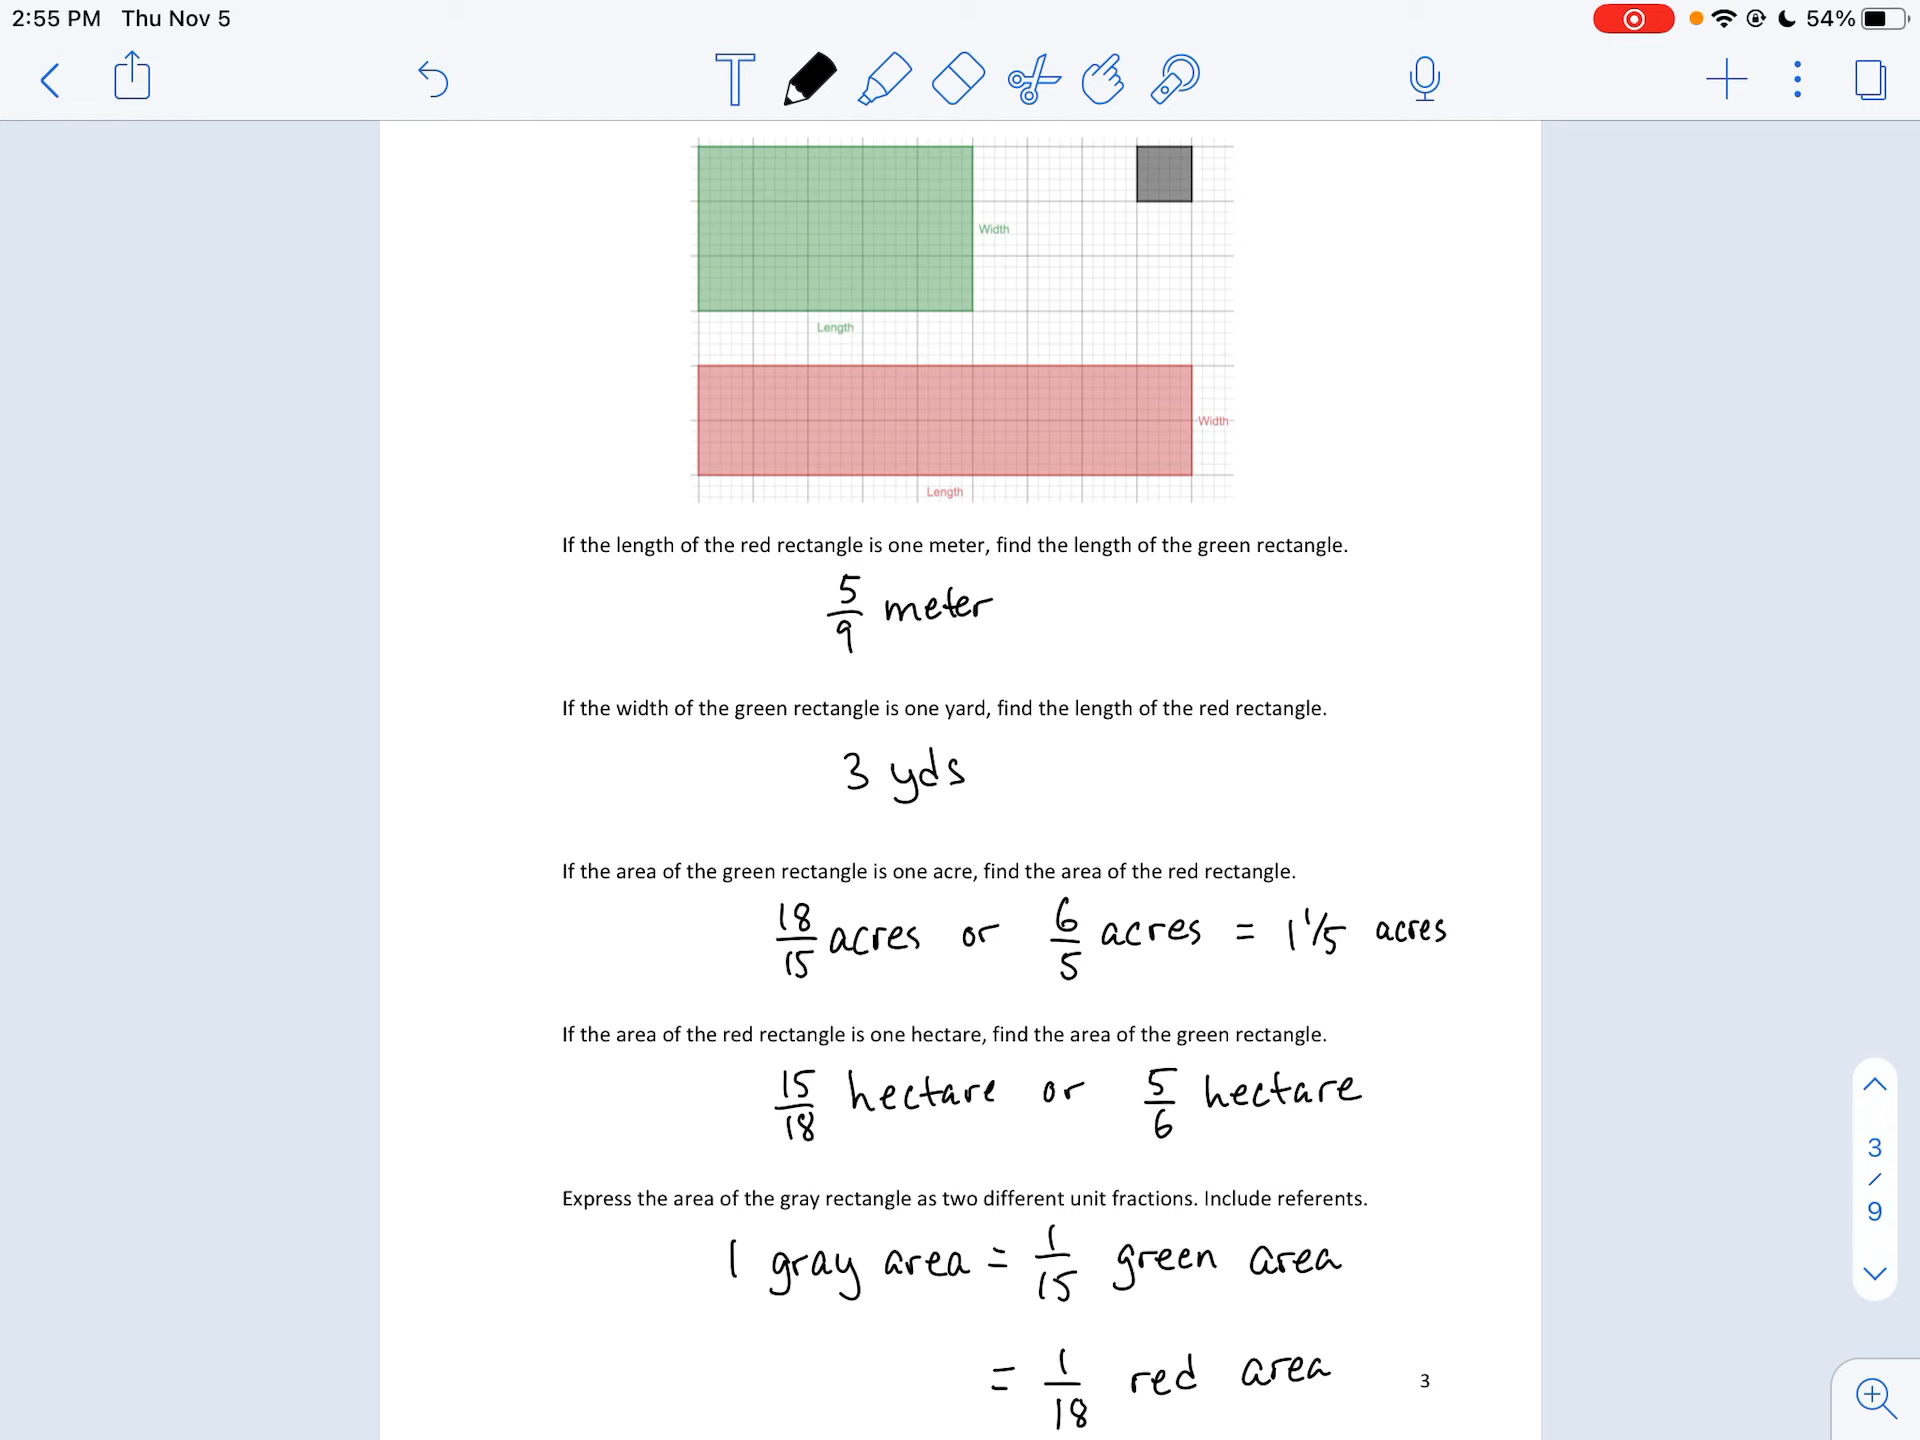 2:55 PM Thu Nov 5 54%
T
Width
Length
Width
Length
If the length of the red rectangle is one meter, find the length of the green rectangle.
5/9 meter
If the width of the green rectangle is one yard, find the length of the red rectangle.
3 yds
If the area of the green rectangle is one acre, find the area of the red rectangle.
18/15 acres or 6/5 acres = 1 1/5 acres
If the area of the red rectangle is one hectare, find the area of the green rectangle.
15/18 hectare or 5/6 hectare
Express the area of the gray rectangle as two different unit fractions. Include referents.
1 gray area = 1/15 green area
= 1/18 red area
3
3
/
9